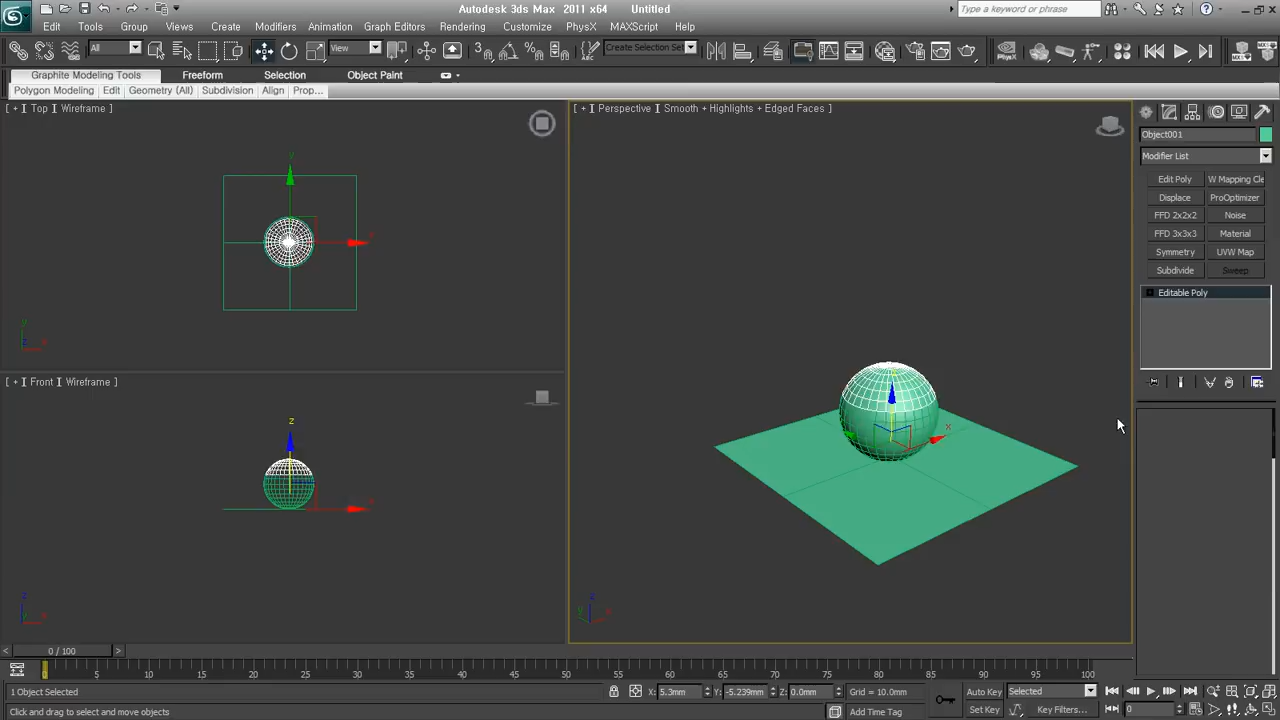 Autodesk 3ds Max 2011 x64 Untitled
Type a keyword or phrase
Edit Tools Group Views Create Modifiers Animation Graph Editors Rendering Customize PhysX MAXScript Help
All View Create Selection Set
Graphite Modeling Tools Freeform Selection Object Paint
Polygon Modeling Edit Geometry (All) Subdivision Align Prop...
[ + ] Top ] Wireframe ]
[ + ] Perspective ] Smooth + Highlights + Edged Faces ]
Object001
Modifier List
Edit Poly W Mapping Cle
Displace ProOptimizer
FFD 2x2x2 Noise
FFD 3x3x3 Material
Symmetry UVW Map
Subdivide Sweep
Editable Poly
[ + ] Front ] Wireframe ]
0 / 100
0 5 10 15 20 25 30 35 40 45 50 55 60 65 70 75 80 85 90 95 100
1 Object Selected X: 5.3mm Y: -5.239mm Z: 0.0mm Grid = 10.0mm Auto Key Selected
Click and drag to select and move objects Add Time Tag Set Key Key Filters... 0